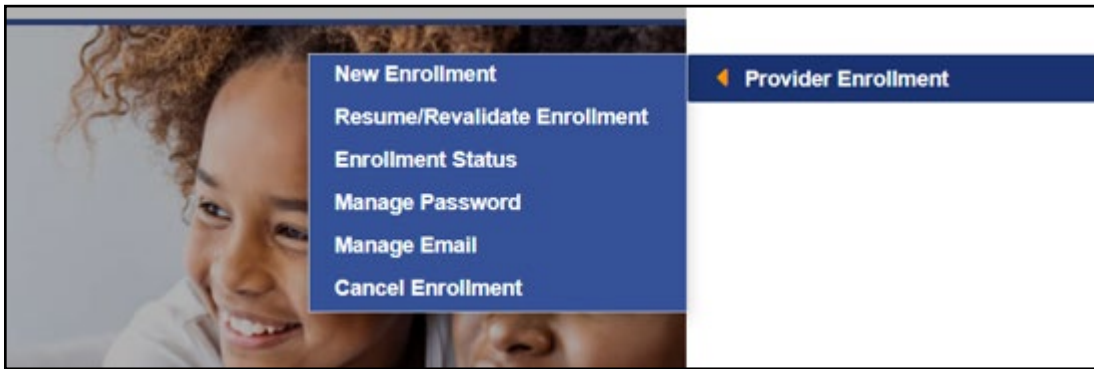 New Enrollment
Resume/Revalidate Enrollment
Enrollment Status
Manage Password
Manage Email
Cancel Enrollment
Provider Enrollment